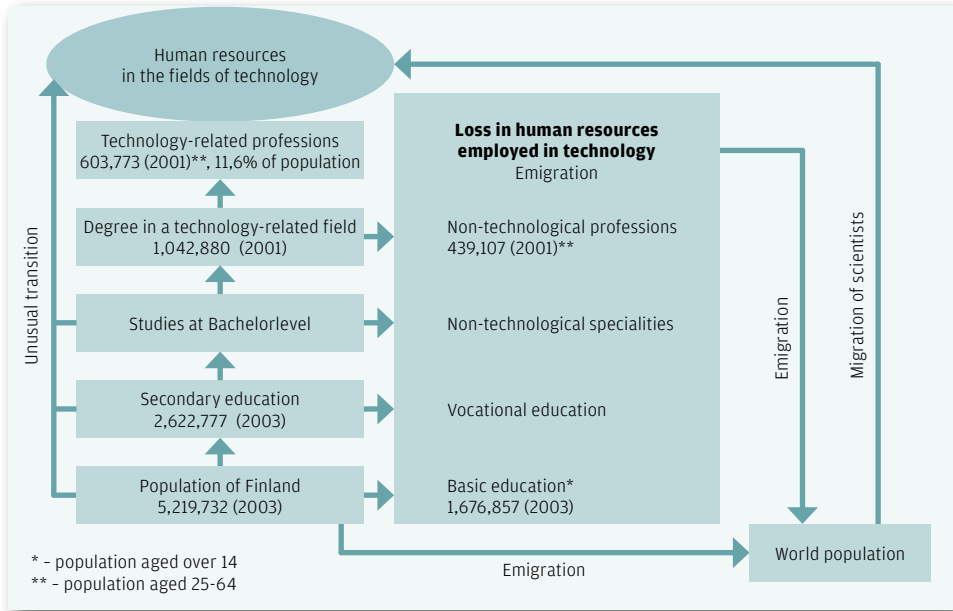 Human resources
in the fields of technology
Technology-related professions
603,773 (2001)**, 11,6% of population
Degree in a technology-related field
1,042,880 (2001)
Studies at Bachelorlevel
Secondary education
2,622,777 (2003)
Population of Finland
5,219,732 (2003)
Unusual transition
Loss in human resources
employed in technology
Emigration
Non-technological professions
439,107 (2001)**
Non-technological specialities
Vocational education
Basic education*
1,676,857 (2003)
Emigration
Migration of scientists
World population
Emigration
* – population aged over 14
** – population aged 25-64